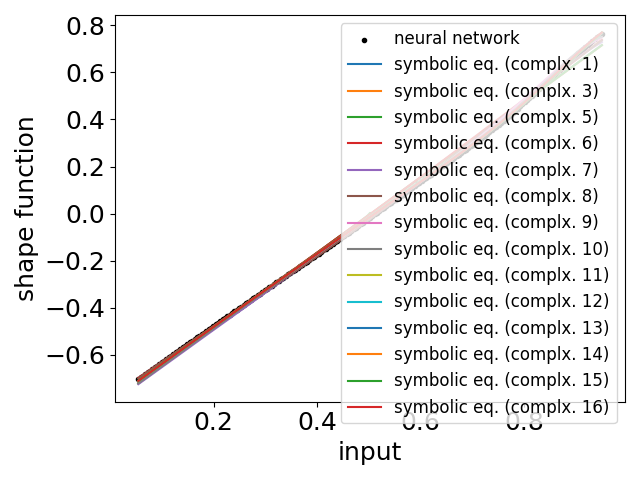 0.8
0.6
0.4
0.2
0.0
−0.2
−0.4
−0.6
shape function
neural network
symbolic eq. (complx. 1)
symbolic eq. (complx. 3)
symbolic eq. (complx. 5)
symbolic eq. (complx. 6)
symbolic eq. (complx. 7)
symbolic eq. (complx. 8)
symbolic eq. (complx. 9)
symbolic eq. (complx. 10)
symbolic eq. (complx. 11)
symbolic eq. (complx. 12)
symbolic eq. (complx. 13)
symbolic eq. (complx. 14)
symbolic eq. (complx. 15)
symbolic eq. (complx. 16)
0.2 0.4 0.6 0.8
input